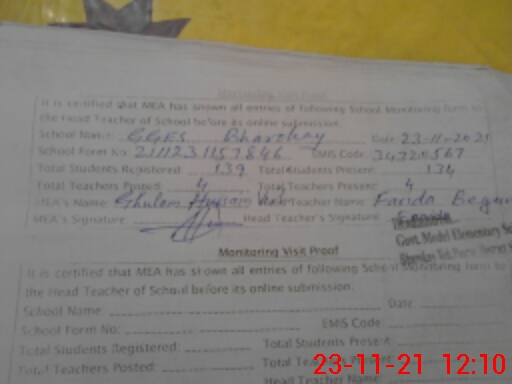 Monitoring Visit Proof
It is certified that MEA has shown all entries of following School Monitoring form to
the Head Teacher of School before its online submission.
School Name: GGES Bharokay Date 23-11-2021
School Form No: EMIS Code: 34320567
Total Students Registered: 139 Total Students Present: 134
Total Teachers Posted: 4 Total Teachers Present: 4
MEA's Name: Ghulam Hussain Head Teacher Name: Farida Begum
MEA's Signature: Head Teacher's Signature: Farida
Govt. Model Elementary
Monitoring Visit Proof
It is certified that MEA has shown all entries of following School Monitoring form to
the Head Teacher of School before its online submission.
School Name: Date
School Form No: EMIS Code:
Total Students Registered: Total Students Present:
Total Teachers Posted: Total Teachers Present:
Head Teacher Name:
23-11-21 12:10